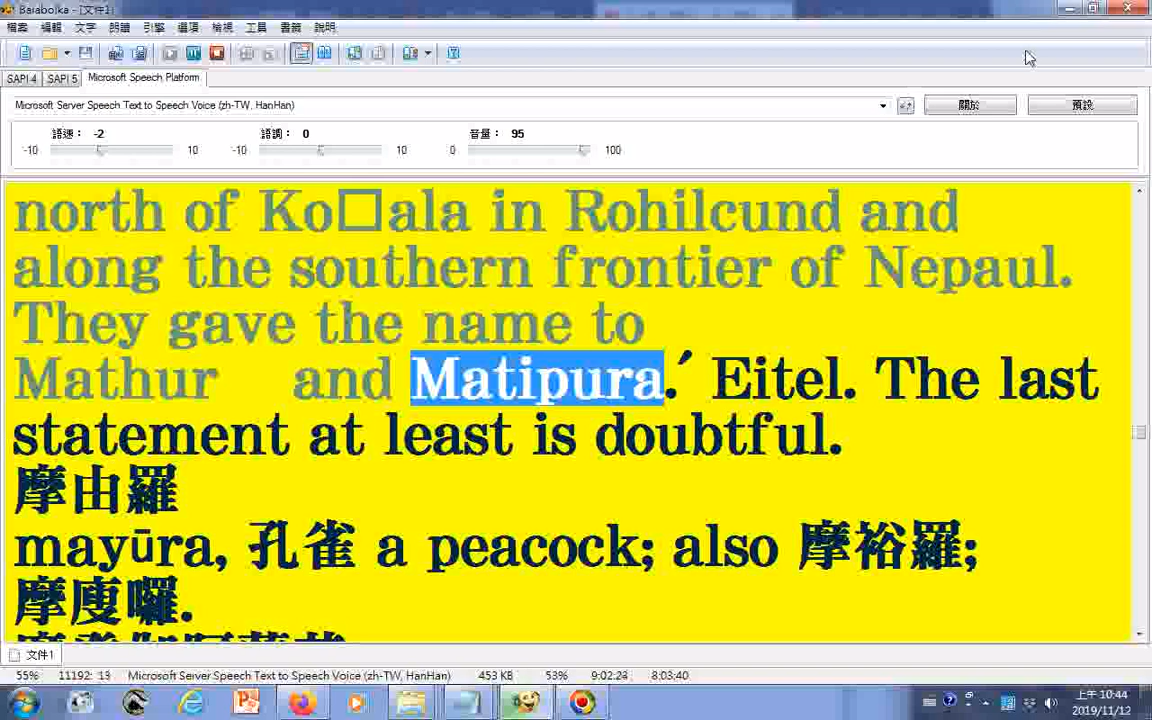 Balabolka - [文件1]
檔案 編輯 文字 朗讀 引擎 選項 檢視 工具 書籤 說明
SAPI 4 SAPI 5 Microsoft Speech Platform
Microsoft Server Speech Text to Speech Voice (zh-TW, HanHan) 關於 預設
語速： -2 語調： 0 音量： 95
-10 10 -10 10 0 100
north of Ko□ala in Rohilcund and
along the southern frontier of Nepaul.
They gave the name to
Mathur and Matipura.´ Eitel. The last
statement at least is doubtful.
摩由羅
mayūra, 孔雀 a peacock; also 摩裕羅;
摩廋囉.
文件1
55% 11192: 13 Microsoft Server Speech Text to Speech Voice (zh-TW, HanHan) 453 KB 53% 9:02:23 8:03:40
上午 10:44
2019/11/12